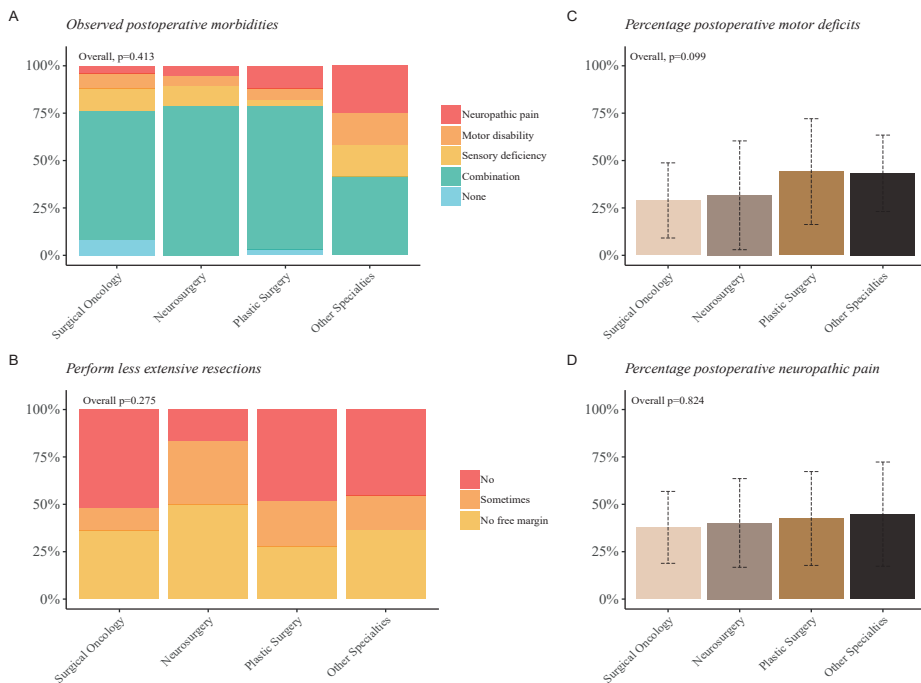 A
Observed postoperative morbidities
Overall, p=0.413
100%
75%
50%
25%
0%
Surgical Oncology
Neurosurgery
Plastic Surgery
Other Specialties
Neuropathic pain
Motor disability
Sensory deficiency
Combination
None
C
Percentage postoperative motor deficits
Overall, p=0.099
100%
75%
50%
25%
0%
Surgical Oncology
Neurosurgery
Plastic Surgery
Other Specialties
B
Perform less extensive resections
Overall p=0.275
100%
75%
50%
25%
0%
Surgical Oncology
Neurosurgery
Plastic Surgery
Other Specialties
No
Sometimes
No free margin
D
Percentage postoperative neuropathic pain
Overall p=0.824
100%
75%
50%
25%
0%
Surgical Oncology
Neurosurgery
Plastic Surgery
Other Specialties